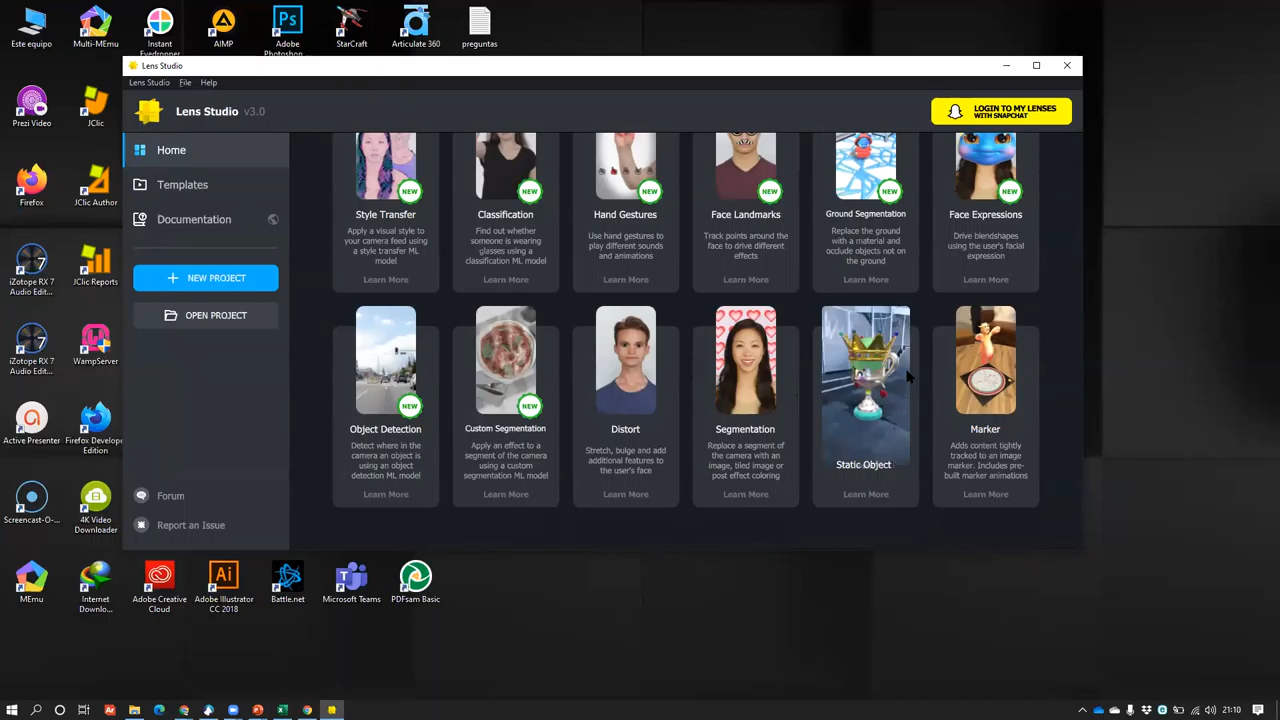 Este equipo
Multi-MEmu
Instant
Eyedropper
AIMP
Adobe
Photoshop...
StarCraft
Articulate 360
preguntas
Lens Studio
Lens Studio File Help
Lens Studio v3.0
LOGIN TO MY LENSES
WITH SNAPCHAT
Home
Templates
Documentation
NEW PROJECT
OPEN PROJECT
Forum
Report an Issue
NEW
Style Transfer
Apply a visual style to
your camera feed using
a style transfer ML
model
Learn More
NEW
Classification
Find out whether
someone is wearing
glasses using a
classification ML model
Learn More
NEW
Hand Gestures
Use hand gestures to
play different sounds
and animations
Learn More
NEW
Face Landmarks
Track points around the
face to drive different
effects
Learn More
NEW
Ground Segmentation
Replace the ground
with a material and
occlude objects not on
the ground
Learn More
NEW
Face Expressions
Drive blendshapes
using the user's facial
expression
Learn More
NEW
Object Detection
Detect where in the
camera an object is
using an object
detection ML model
Learn More
NEW
Custom Segmentation
Apply an effect to a
segment of the camera
using a custom
segmentation ML model
Learn More
Distort
Stretch, bulge and add
additional features to
the user's face
Learn More
Segmentation
Replace a segment of
the camera with an
image, tiled image or
post effect coloring
Learn More
Static Object
Learn More
Marker
Adds content tightly
tracked to an image
marker. Includes pre-
built marker animations
Learn More
Prezi Video
JClic
Firefox
JClic Author
iZotope RX 7
Audio Edit...
JClic Reports
iZotope RX 7
Audio Edit...
WampServer
Active Presenter
Firefox Develop
Edition
Screencast-O-...
4K Video
Downloader
MEmu
Internet
Downlo...
Adobe Creative
Cloud
Adobe Illustrator
CC 2018
Battle.net
Microsoft Teams
PDFsam Basic
21:10